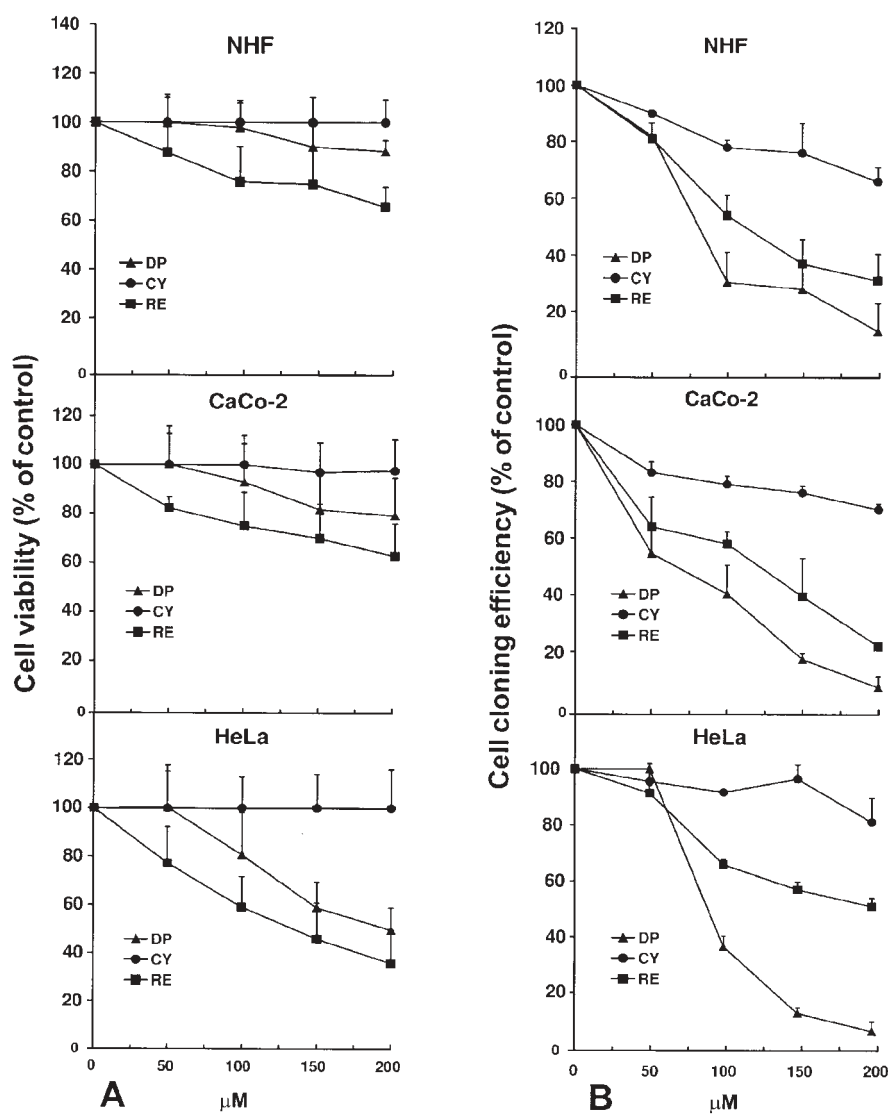 Cell viability (% of control)
NHF
140
120
100
80
60
40
20
0
DP
CY
RE
CaCo-2
120
100
80
60
40
20
0
DP
CY
RE
HeLa
120
100
80
60
40
20
0
DP
CY
RE
0 50 100 150 200
A
μM
Cell cloning efficiency (% of control)
NHF
120
100
80
60
40
20
0
DP
CY
RE
CaCo-2
100
80
60
40
20
0
DP
CY
RE
HeLa
100
80
60
40
20
0
DP
CY
RE
0 50 100 150 200
B
μM